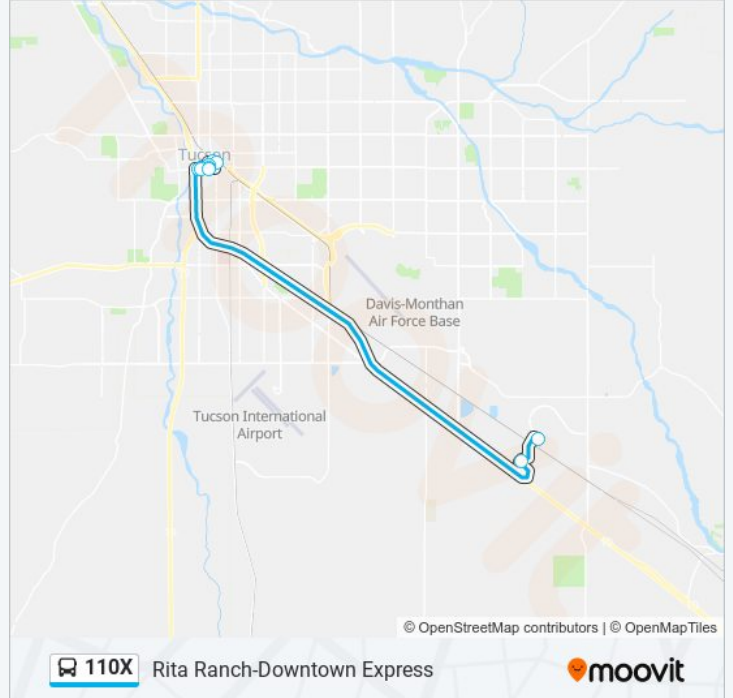 Tucson
Davis-Monthan
Air Force Base
Tucson International
Airport
© OpenStreetMap contributors | © OpenMapTiles
110X Rita Ranch-Downtown Express
moovit